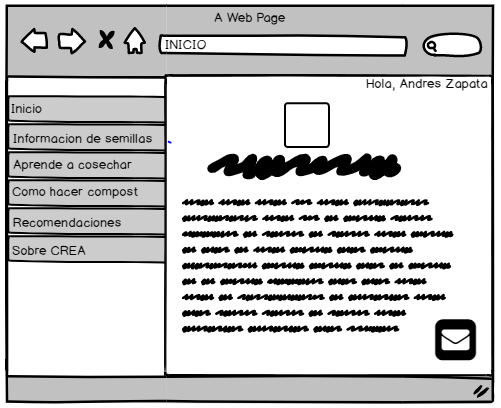 A Web Page
INICIO
Hola, Andres Zapata
Inicio
Informacion de semillas
Aprende a cosechar
Como hacer compost
Recomendaciones
Sobre CREA